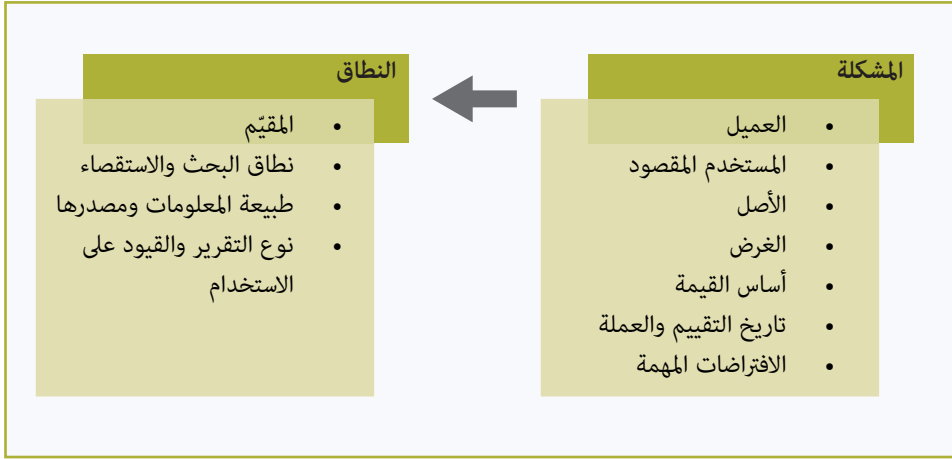 المشكلة
• العميل
• المستخدم المقصود
• الأصل
• الغرض
• أساس القيمة
• تاريخ التقييم والعملة
• الافتراضات المهمة
النطاق
• المقيّم
• نطاق البحث والاستقصاء
• طبيعة المعلومات ومصدرها
• نوع التقرير والقيود على
الاستخدام